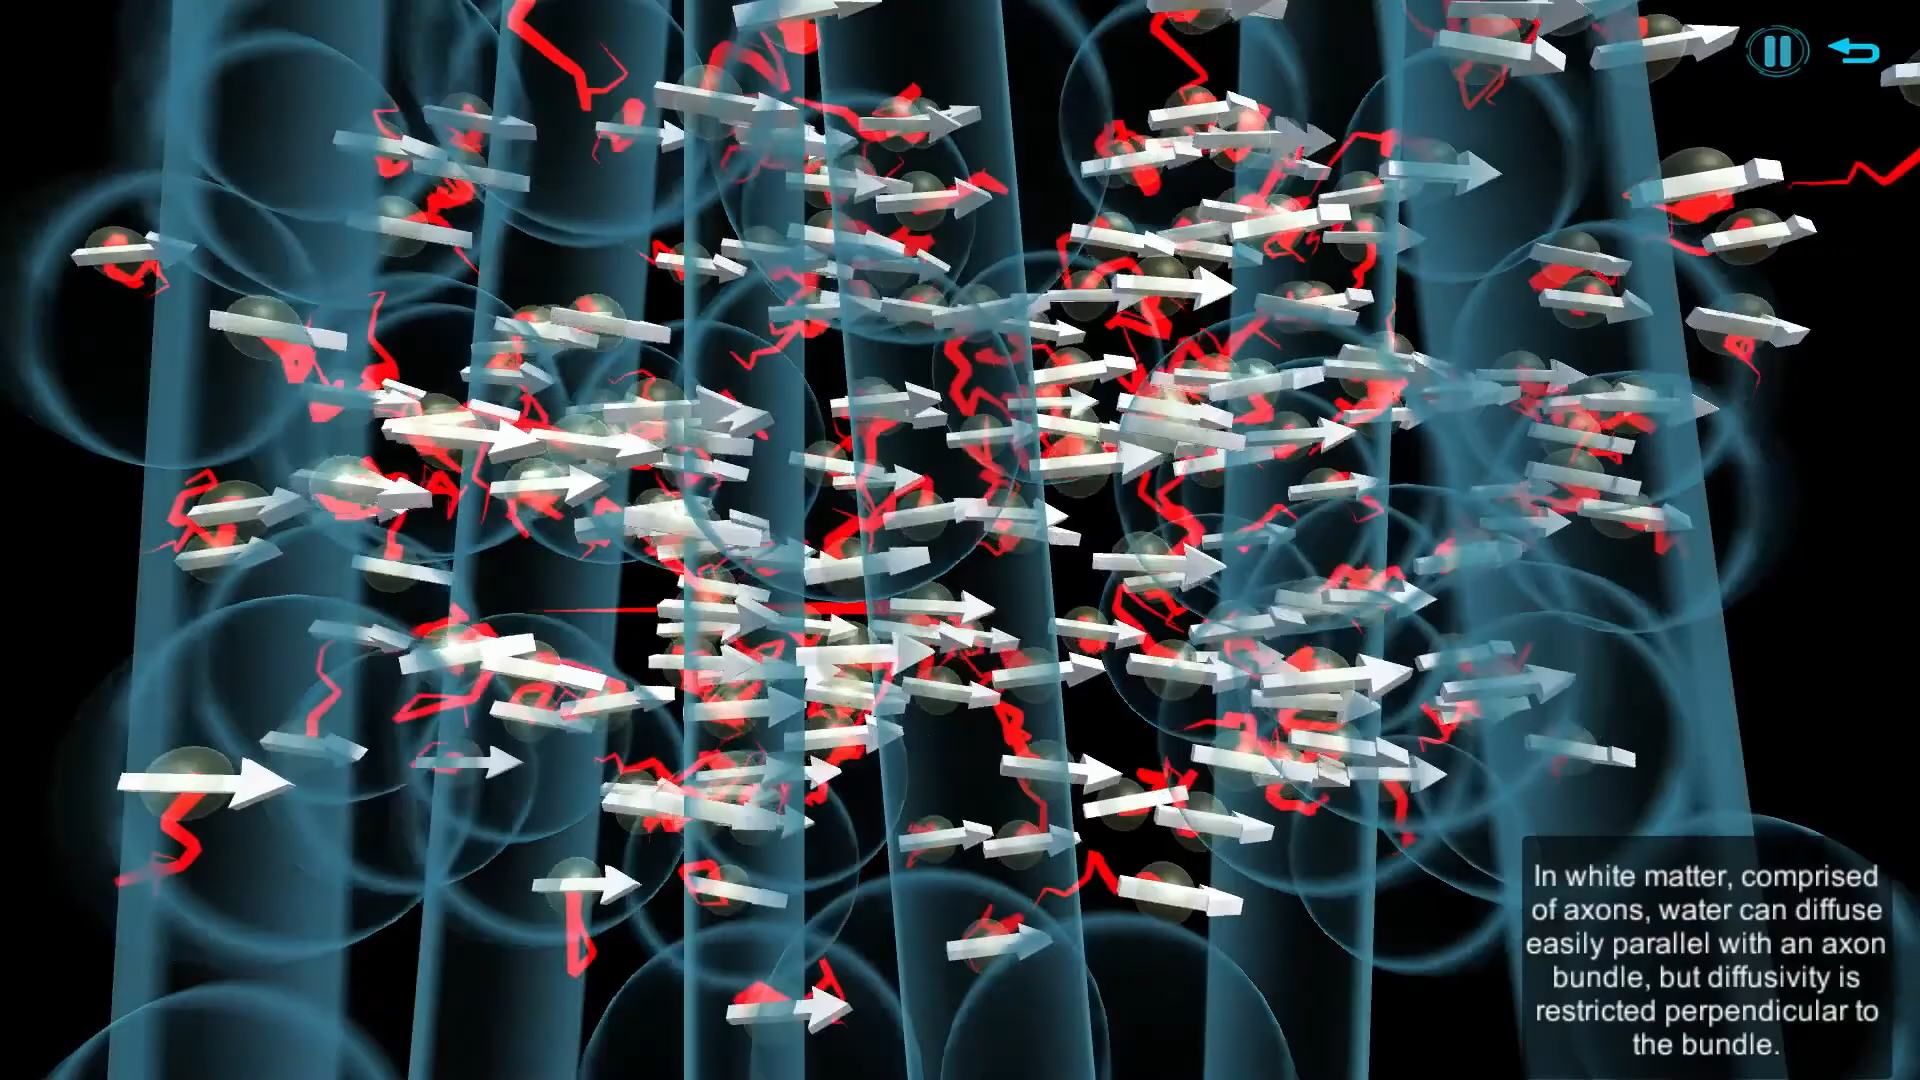 In white matter, comprised
of axons, water can diffuse
easily parallel with an axon
bundle, but diffusivity is
restricted perpendicular to
the bundle.